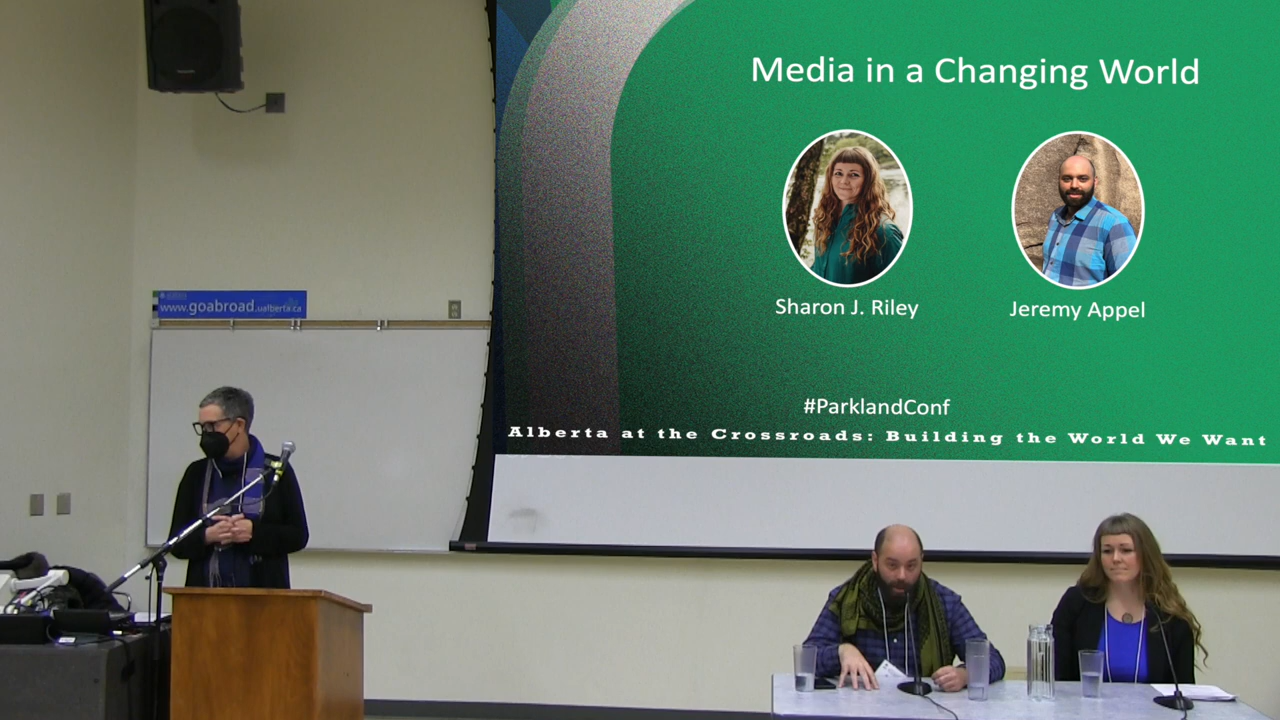 Media in a Changing World
Sharon J. Riley
Jeremy Appel
#ParklandConf
Alberta at the Crossroads: Building the World We Want
www.goabroad.ualberta.ca